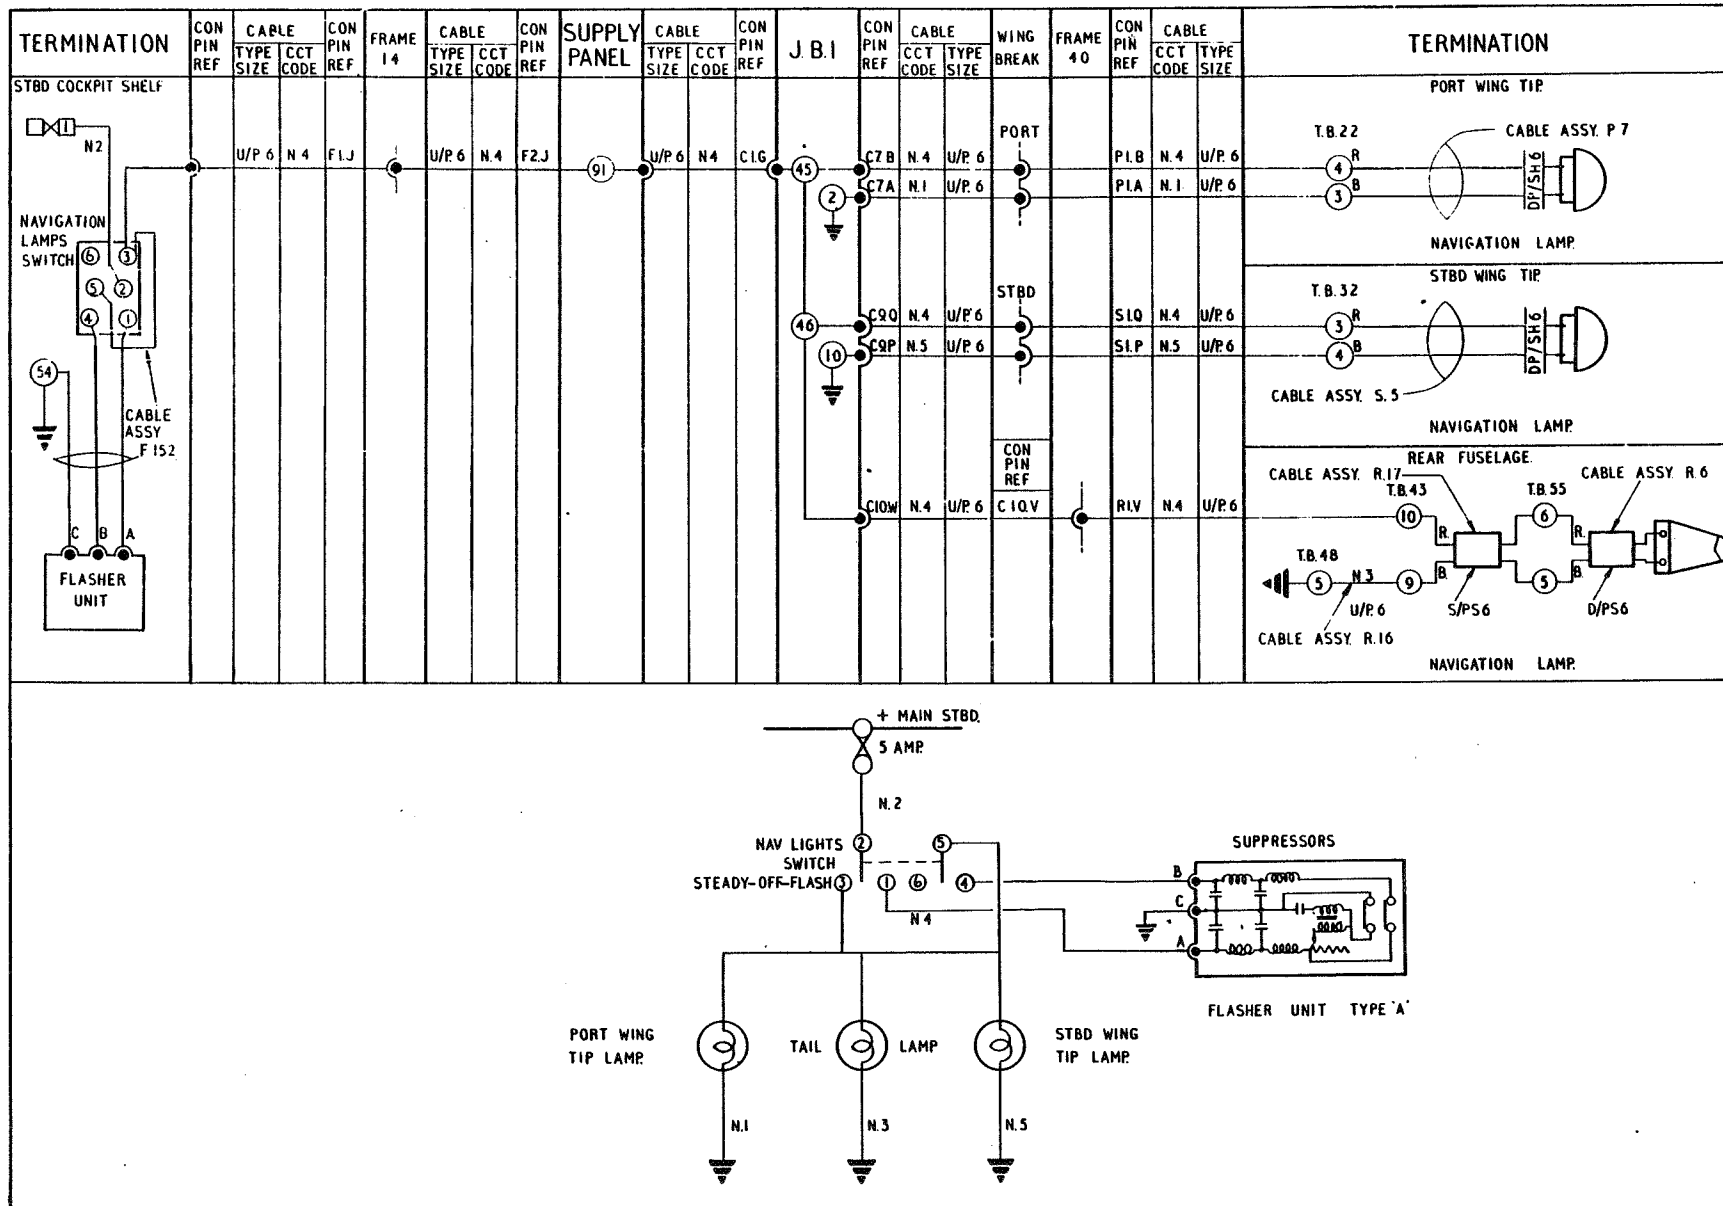 TERMINATION
CON PIN REF
CABLE
TYPE SIZE
CCT CODE
CON PIN REF
FRAME 14
CABLE
TYPE SIZE
CCT CODE
CON PIN REF
SUPPLY PANEL
CABLE
TYPE SIZE
CCT CODE
CON PIN REF
J.B.1
CON PIN REF
CABLE
CCT CODE
TYPE SIZE
WING BREAK
FRAME 40
CON PIN REF
CABLE
CCT CODE
TYPE SIZE
TERMINATION
STBD COCKPIT SHELF
1
N2
NAVIGATION
LAMPS
SWITCH
6 3
5 2
4 1
54
CABLE
ASSY
F 152
C B A
FLASHER
UNIT
U/P. 6 N 4 F1.J
U/P. 6 N.4 F2.J
91
U/P 6 N4 C1.G
45
C7B N.4 U/P. 6
PORT
P1.B N.4 U/P. 6
2
C7A N.1 U/P. 6
P1.A N.1 U/P. 6
46
C9Q N.4 U/P. 6
STBD
S1.Q N.4 U/P. 6
10
C9P N.5 U/P. 6
S1.P N.5 U/P. 6
CON
PIN
REF
C10W N.4 U/P. 6 C10.V
R1.V N.4 U/P. 6
PORT WING TIP.
T.B.22
CABLE ASSY. P 7
4 R
3 B
DP/SH 6
NAVIGATION LAMP.
STBD WING TIP.
T.B.32
3 R
4 B
DP/SH 6
CABLE ASSY. S.5
NAVIGATION LAMP.
REAR FUSELAGE.
CABLE ASSY. R.17
CABLE ASSY R.6
T.B.43
T.B.55
10 R.
6 R.
T.B.48
5 N 3 9 B.
5 B.
U/P. 6
S/PS6
D/PS6
CABLE ASSY. R.16
NAVIGATION LAMP.
+ MAIN STBD.
5 AMP.
N. 2
NAV LIGHTS
SWITCH
STEADY-OFF-FLASH
2 5
3 1 6 4
N 4
SUPPRESSORS
B
C
A
FLASHER UNIT TYPE 'A'
PORT WING
TIP LAMP.
TAIL LAMP
STBD WING
TIP LAMP.
N.1
N.3
N.5